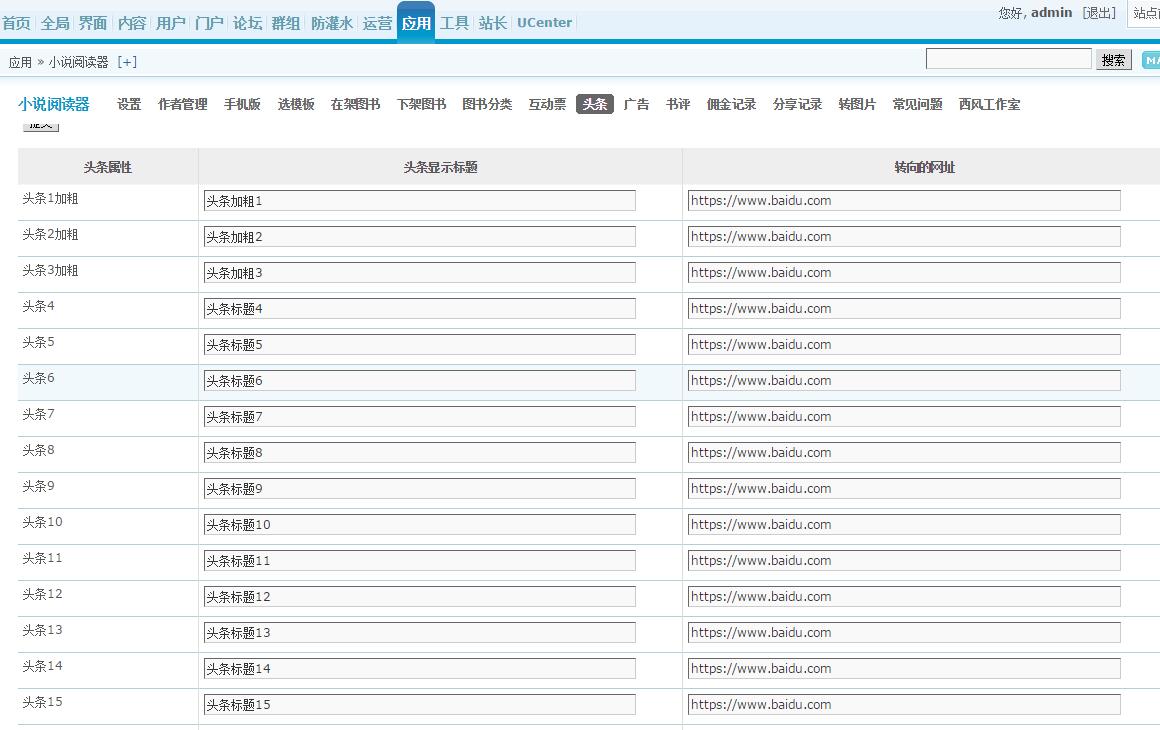 首页 全局 界面 内容 用户 门户 论坛 群组 防灌水 运营 应用 工具 站长 UCenter 您好, admin [退出] 站点
应用 » 小说阅读器 [+] 搜索
小说阅读器 设置 作者管理 手机版 选模板 在架图书 下架图书 图书分类 互动票 头条 广告 书评 佣金记录 分享记录 转图片 常见问题 西风工作室
提交
头条属性 头条显示标题 转向的网址
头条1加粗 头条加粗1 https://www.baidu.com
头条2加粗 头条加粗2 https://www.baidu.com
头条3加粗 头条加粗3 https://www.baidu.com
头条4 头条标题4 https://www.baidu.com
头条5 头条标题5 https://www.baidu.com
头条6 头条标题6 https://www.baidu.com
头条7 头条标题7 https://www.baidu.com
头条8 头条标题8 https://www.baidu.com
头条9 头条标题9 https://www.baidu.com
头条10 头条标题10 https://www.baidu.com
头条11 头条标题11 https://www.baidu.com
头条12 头条标题12 https://www.baidu.com
头条13 头条标题13 https://www.baidu.com
头条14 头条标题14 https://www.baidu.com
头条15 头条标题15 https://www.baidu.com